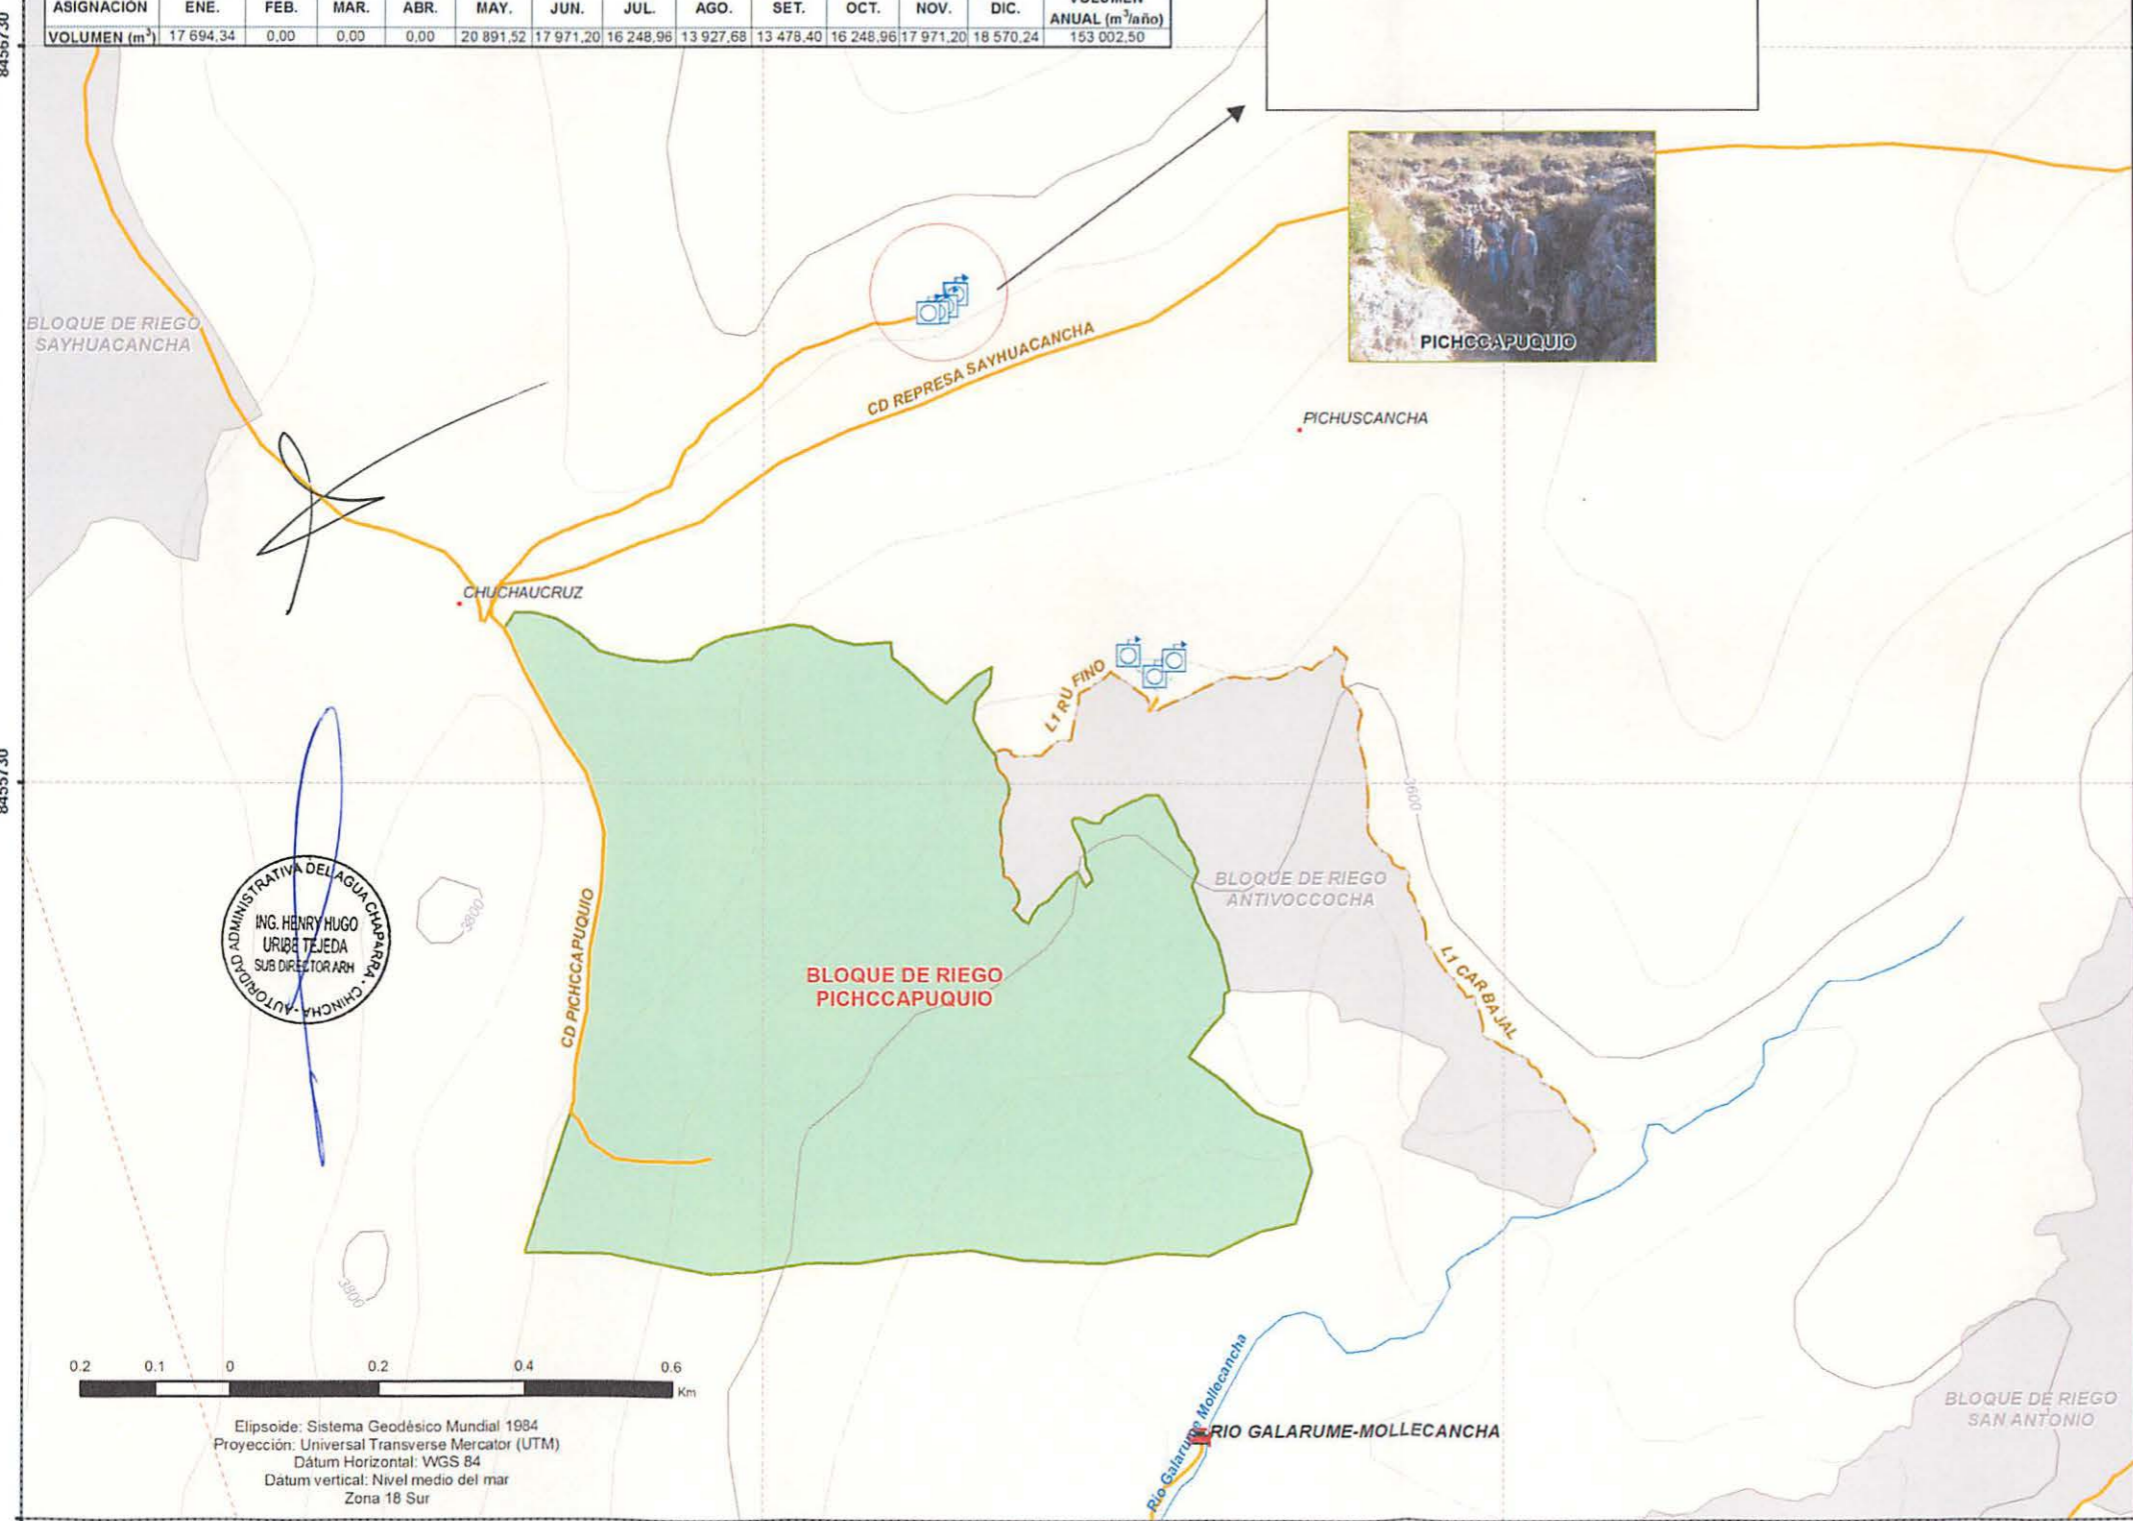 ASIGNACIÓN ENE. FEB. MAR. ABR. MAY. JUN. JUL. AGO. SET. OCT. NOV. DIC. VOLUMEN ANUAL (m³/año)
VOLUMEN (m³) 17 694,34 0,00 0,00 0,00 20 891,52 17 971,20 16 248,96 13 927,68 13 478,40 16 248,96 17 971,20 18 570,24 153 002,50
8456730
BLOQUE DE RIEGO
SAYHUACANCHA
CD REPRESA SAYHUACANCHA
PICHCCAPUQUIO
PICHUSCANCHA
CHUCHAUCRUZ
L1 RU FINO
8455730
3600
BLOQUE DE RIEGO
ANTIVOCCOCHA
AUTORIDAD ADMINISTRATIVA DEL AGUA CHAPARRA - CHINCHA -
ING. HENRY HUGO
URIBE TEJEDA
SUB DIRECTOR ARH
3800
CD PICHCCAPUQUIO
BLOQUE DE RIEGO
PICHCCAPUQUIO
L1 CAR BAJAL
3800
0.2 0.1 0 0.2 0.4 0.6
Km
Elipsoide: Sistema Geodésico Mundial 1984
Proyección: Universal Transverse Mercator (UTM)
Dátum Horizontal: WGS 84
Datum vertical: Nivel medio del mar
Zona 18 Sur
Rio Galarume Mollecancha
RIO GALARUME-MOLLECANCHA
BLOQUE DE RIEGO
SAN ANTONIO